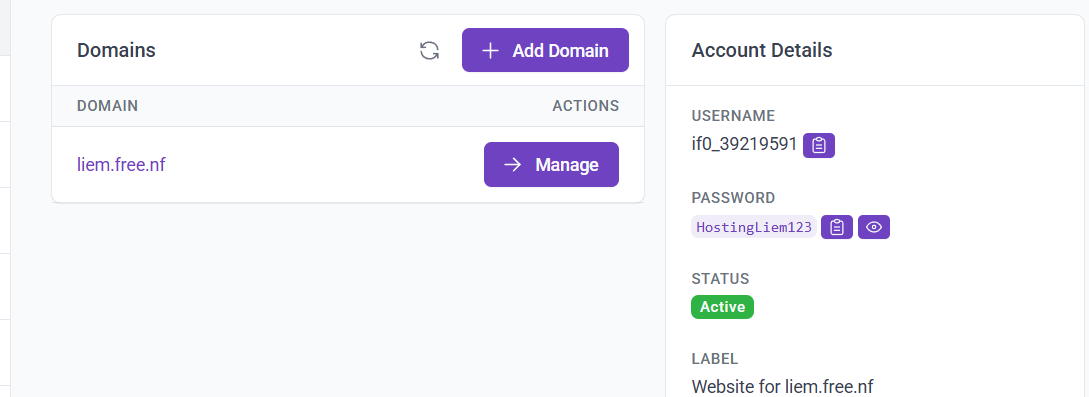 Domains
Add Domain
DOMAIN
ACTIONS
liem.free.nf
Manage
Account Details
USERNAME
if0_39219591
PASSWORD
HostingLiem123
STATUS
Active
LABEL
Website for liem.free.nf